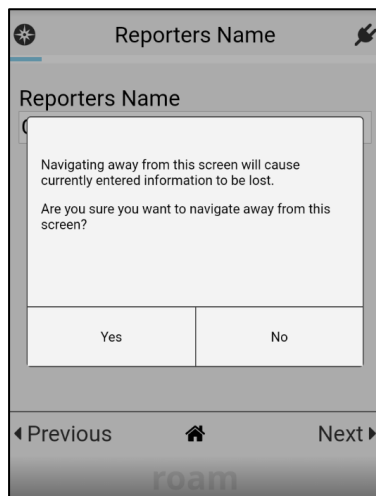 Reporters Name
Reporters Name
Navigating away from this screen will cause
currently entered information to be lost.
Are you sure you want to navigate away from this
screen?
Yes
No
Previous
Next
roam